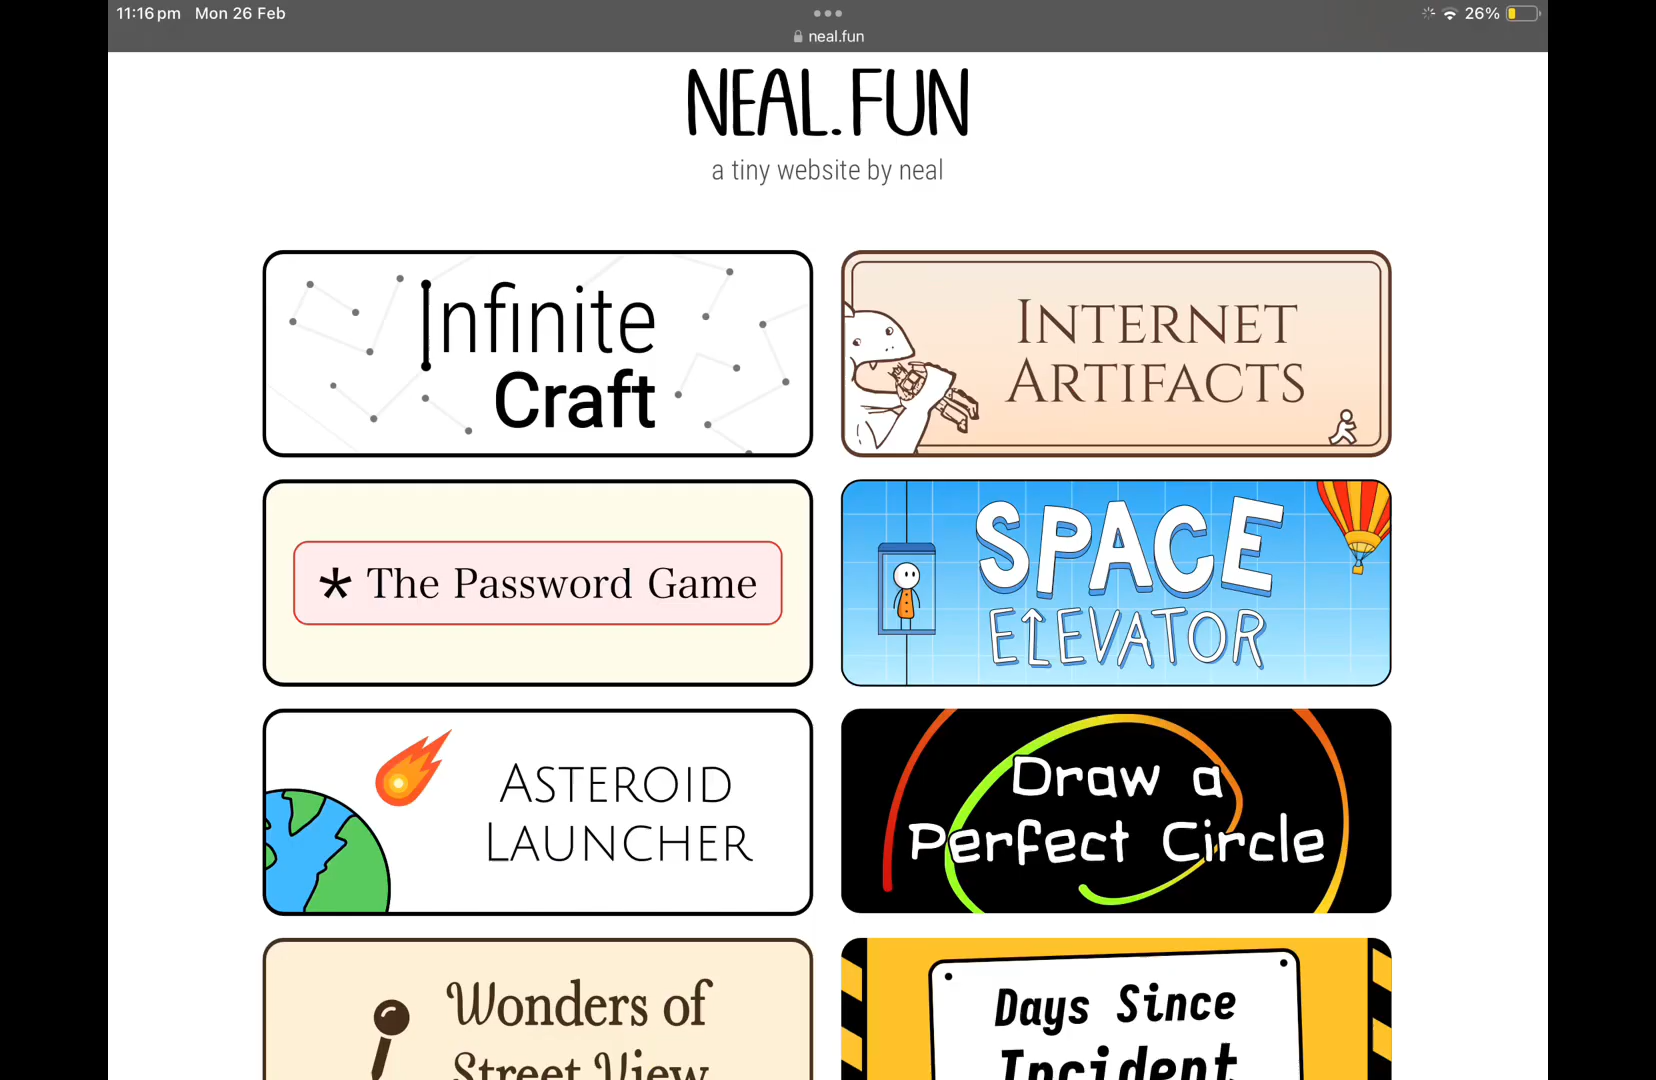 11:16 pm Mon 26 Feb
26%
neal.fun
NEAL.FUN
a tiny website by neal
Infinite
Craft
INTERNET
ARTIFACTS
* The Password Game
SPACE
ELEVATOR
ASTEROID
LAUNCHER
Draw a
Perfect Circle
Wonders of
Street View
Days Since
Incident